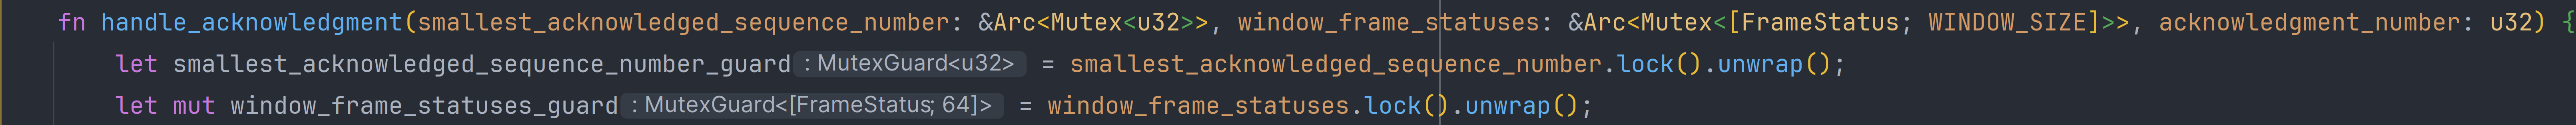 fn handle_acknowledgment(smallest_acknowledged_sequence_number: &Arc<Mutex<u32>>, window_frame_statuses: &Arc<Mutex<[FrameStatus; WINDOW_SIZE]>>, acknowledgment_number: u32) {
let smallest_acknowledged_sequence_number_guard : MutexGuard<u32> = smallest_acknowledged_sequence_number.lock().unwrap();
let mut window_frame_statuses_guard : MutexGuard<[FrameStatus; 64]> = window_frame_statuses.lock().unwrap();